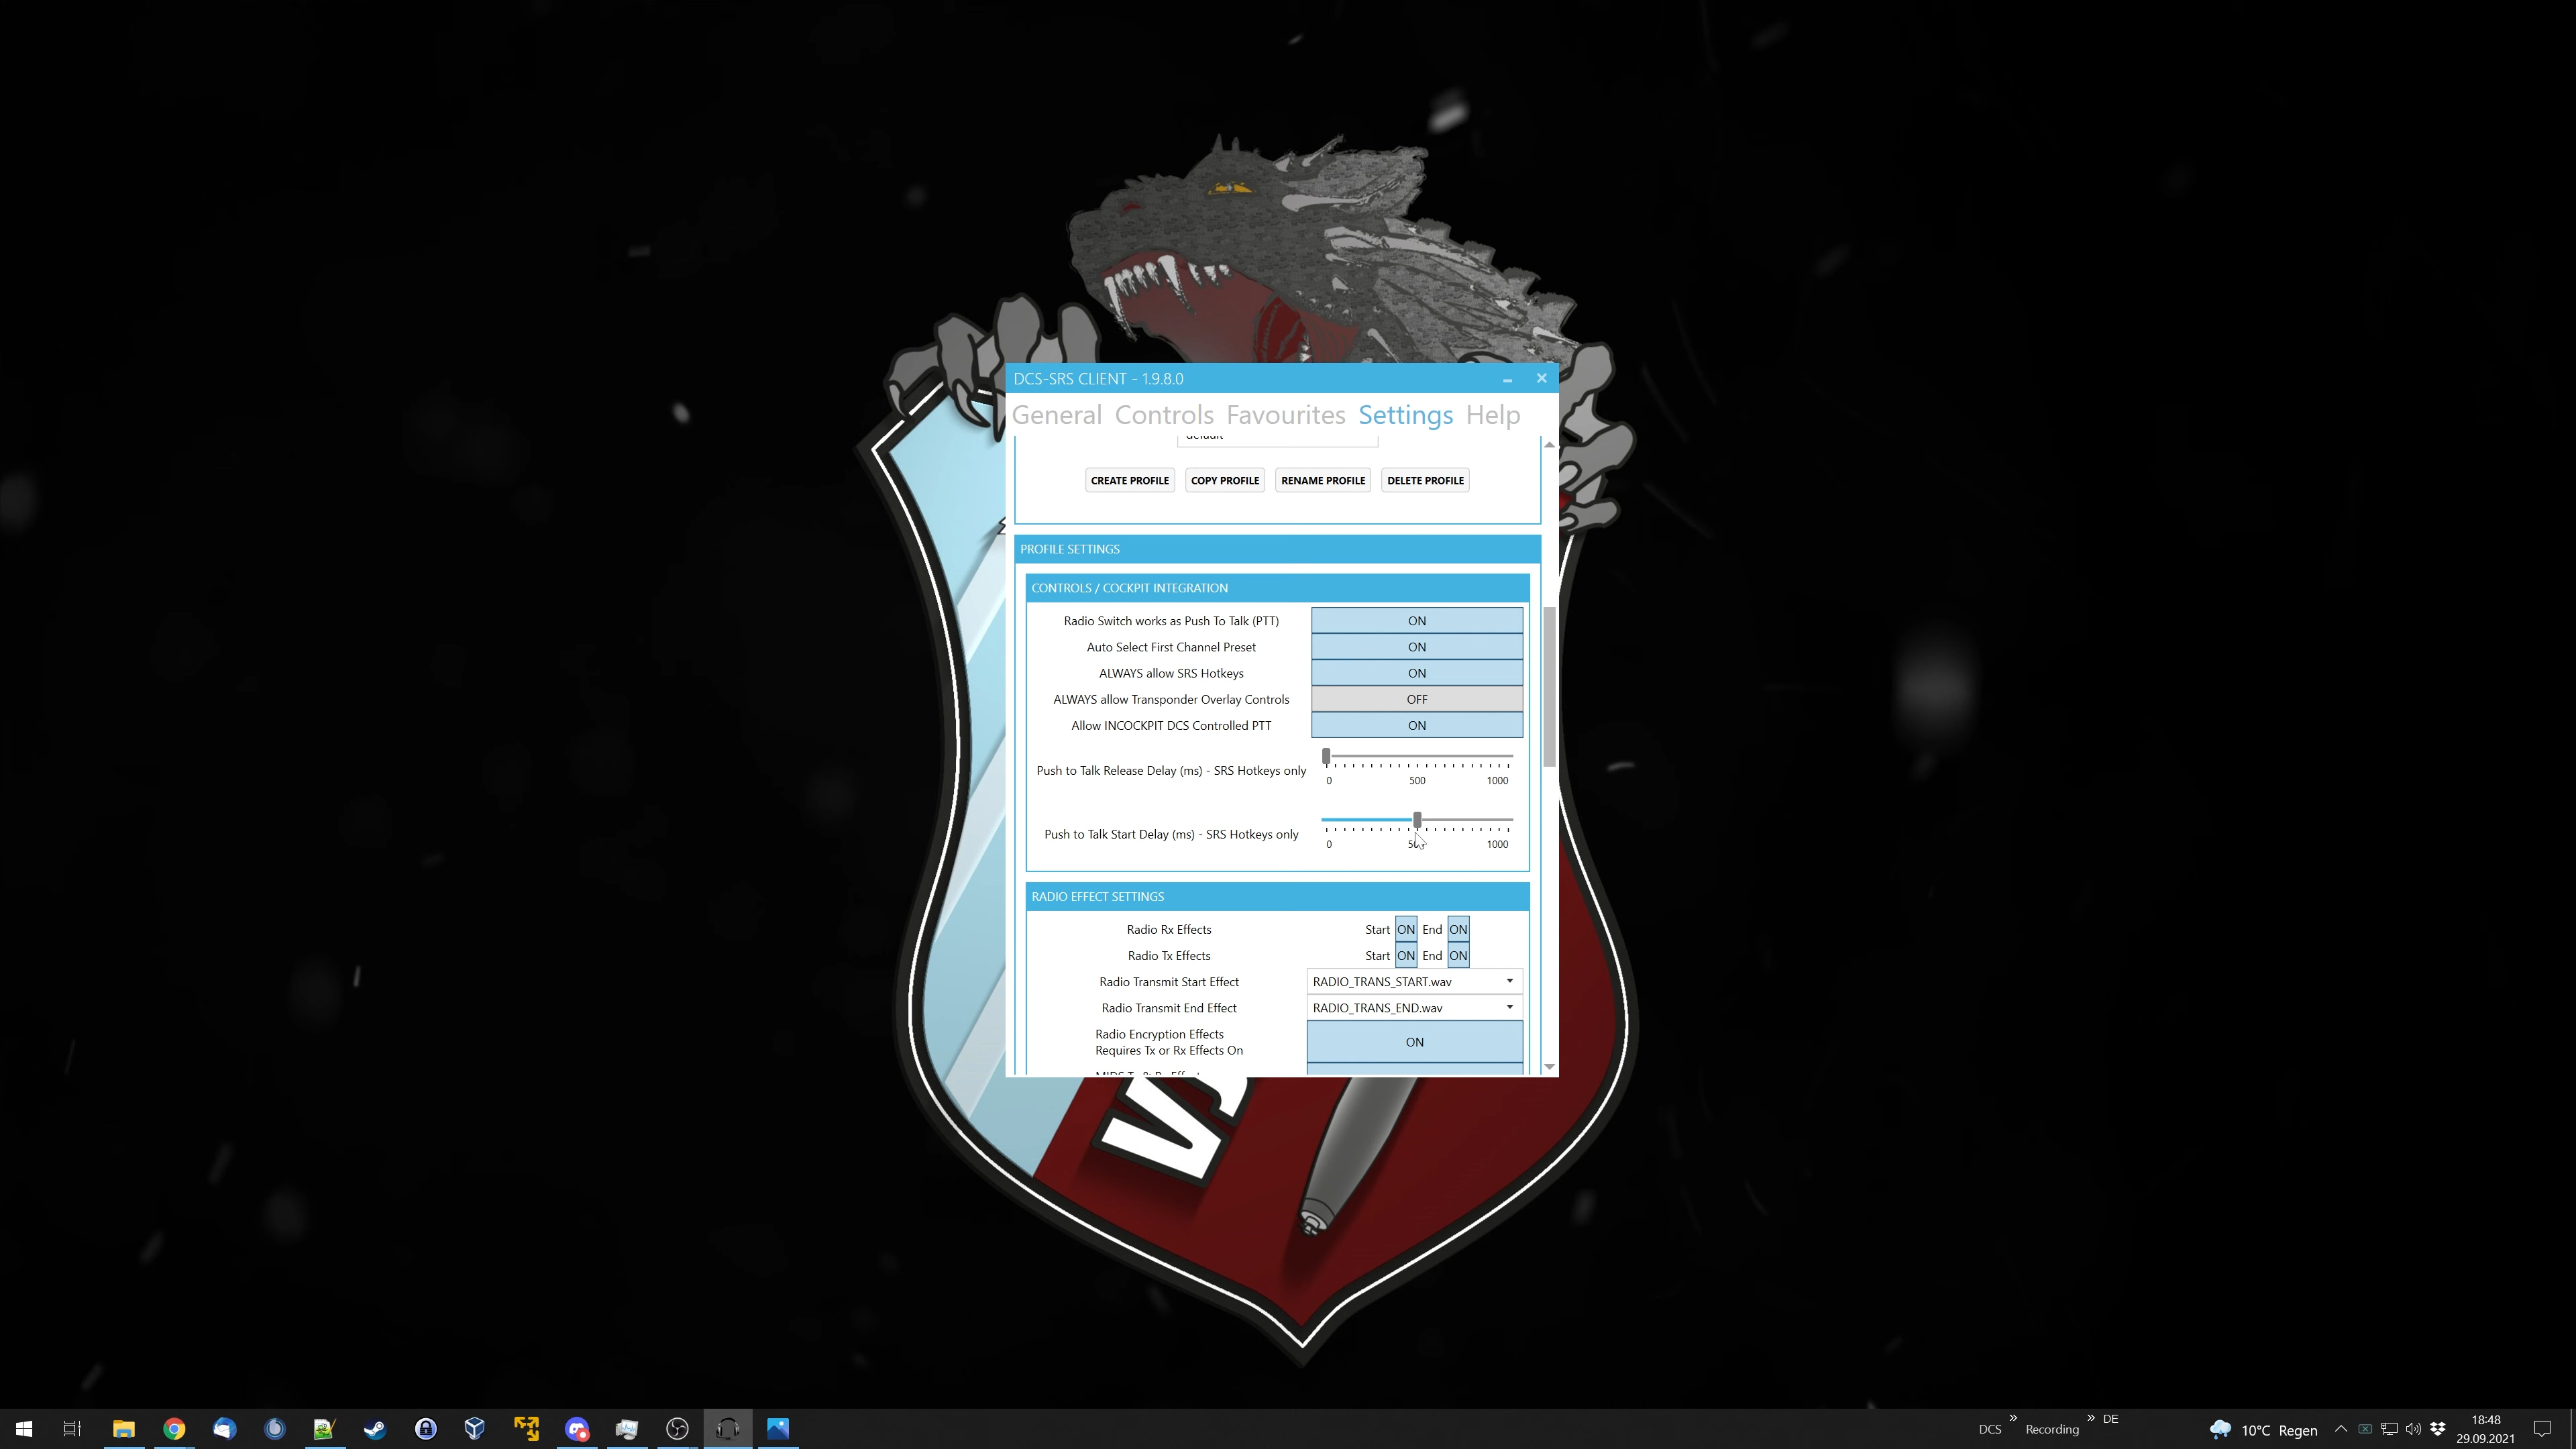 DCS-SRS CLIENT - 1.9.8.0
General Controls Favourites Settings Help
default
CREATE PROFILE COPY PROFILE RENAME PROFILE DELETE PROFILE
PROFILE SETTINGS
CONTROLS / COCKPIT INTEGRATION
Radio Switch works as Push To Talk (PTT) ON
Auto Select First Channel Preset ON
ALWAYS allow SRS Hotkeys ON
ALWAYS allow Transponder Overlay Controls OFF
Allow INCOCKPIT DCS Controlled PTT ON
Push to Talk Release Delay (ms) - SRS Hotkeys only
0 500 1000
Push to Talk Start Delay (ms) - SRS Hotkeys only
0 500 1000
RADIO EFFECT SETTINGS
Radio Rx Effects Start ON End ON
Radio Tx Effects Start ON End ON
Radio Transmit Start Effect RADIO_TRANS_START.wav
Radio Transmit End Effect RADIO_TRANS_END.wav
Radio Encryption Effects
Requires Tx or Rx Effects On ON
DCS » Recording » DE
10°C Regen
18:48
29.09.2021